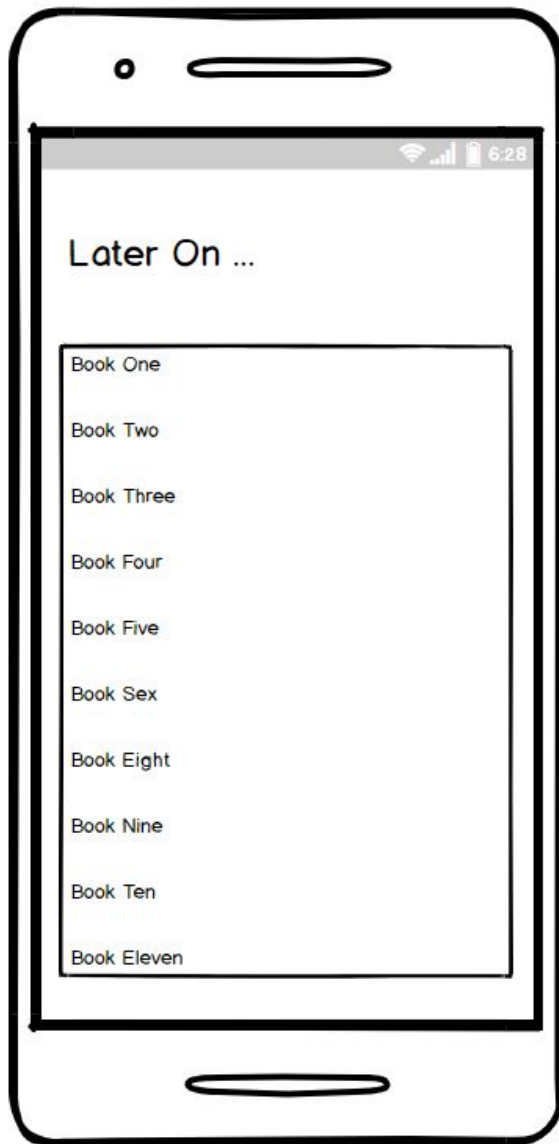 6:28
Later On ...
Book One
Book Two
Book Three
Book Four
Book Five
Book Sex
Book Eight
Book Nine
Book Ten
Book Eleven